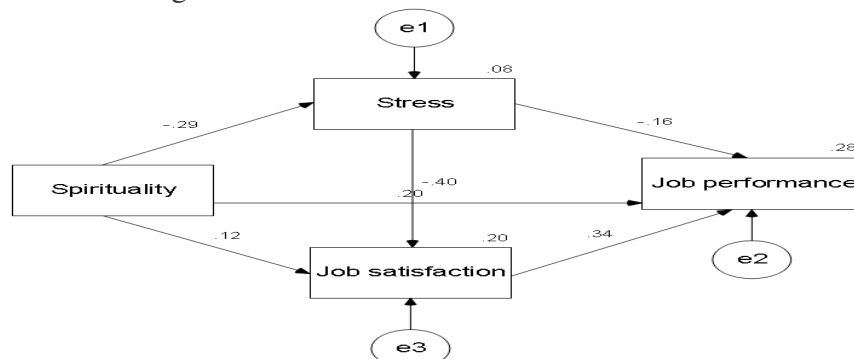 e1
.08
Stress
-.29
-.16
.28
Spirituality
-.40
.20
Job performance
.12
.20
.34
Job satisfaction
e2
e3